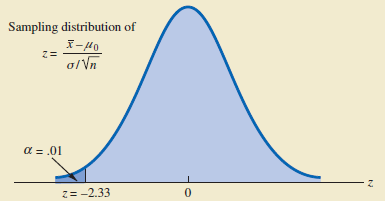 Sampling distribution of
z = x̄ − μ₀ / σ/√n
α = .01
z
z = −2.33
0